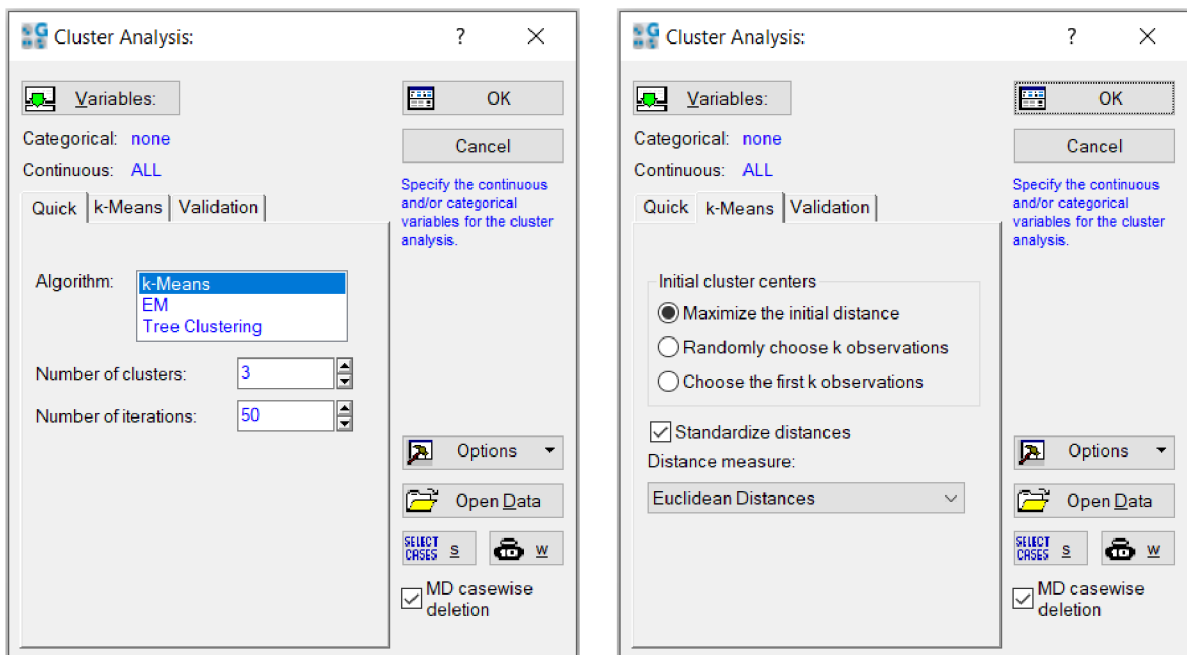 Cluster Analysis:
?
Variables:
OK
Categorical: none
Cancel
Continuous: ALL
Specify the continuous
and/or categorical
variables for the cluster
analysis.
Quick
k-Means
Validation
Algorithm:
k-Means
EM
Tree Clustering
Number of clusters:
3
Number of iterations:
50
Options
Open Data
SELECT
CASES
S
W
MD casewise
deletion
Cluster Analysis:
?
Variables:
OK
Categorical: none
Cancel
Continuous: ALL
Specify the continuous
and/or categorical
variables for the cluster
analysis.
Quick
k-Means
Validation
Initial cluster centers
Maximize the initial distance
Randomly choose k observations
Choose the first k observations
Standardize distances
Distance measure:
Euclidean Distances
Options
Open Data
SELECT
CASES
S
W
MD casewise
deletion